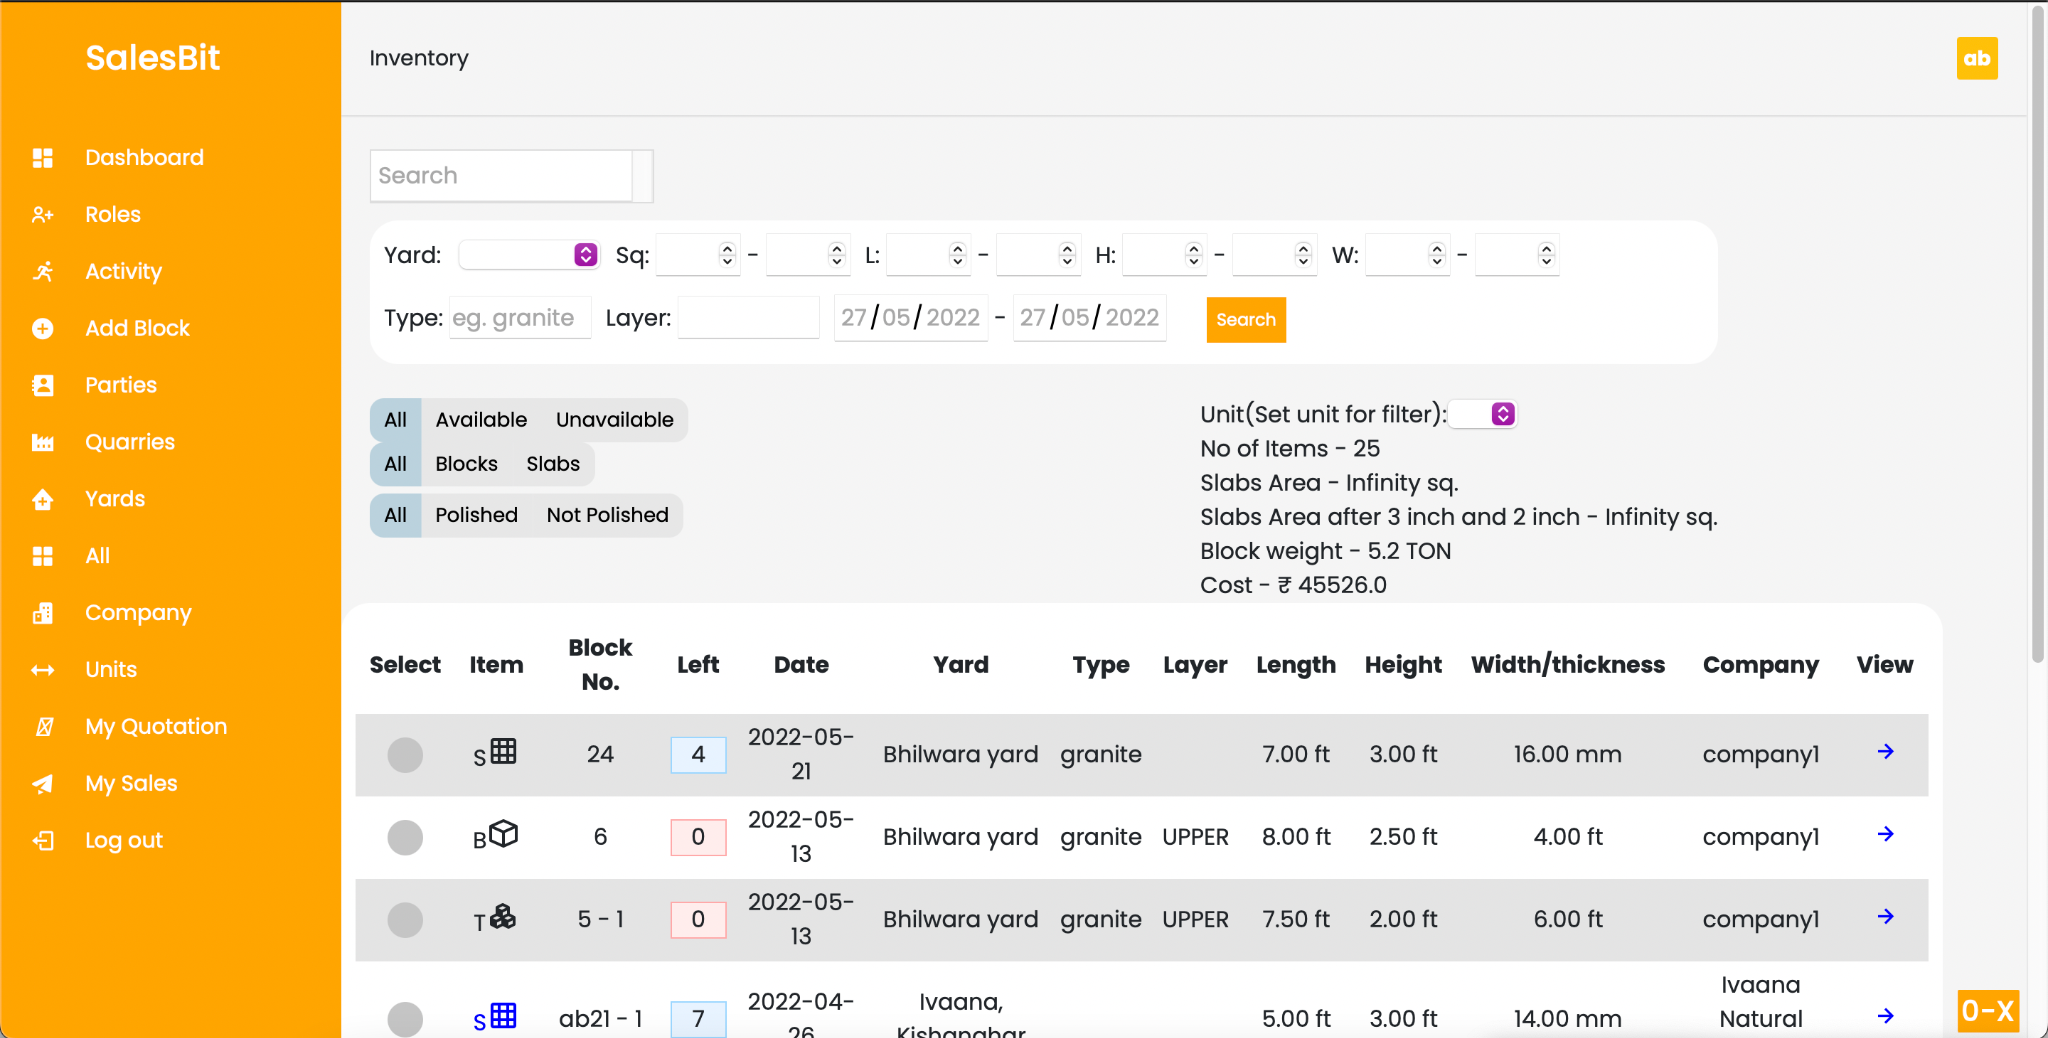 SalesBit
Dashboard
Roles
Activity
Add Block
Parties
Quarries
Yards
All
Company
Units
My Quotation
My Sales
Log out
Inventory
ab
Search
Yard: Sq: - L: - H: - W: -
Type: eg. granite Layer: 27/05/2022 - 27/05/2022 Search
All Available Unavailable
All Blocks Slabs
All Polished Not Polished
Unit(Set unit for filter):
No of Items - 25
Slabs Area - Infinity sq.
Slabs Area after 3 inch and 2 inch - Infinity sq.
Block weight - 5.2 TON
Cost - ₹ 45526.0
Select Item Block No. Left Date Yard Type Layer Length Height Width/thickness Company View
S 24 4 2022-05-21 Bhilwara yard granite 7.00 ft 3.00 ft 16.00 mm company1
B 6 0 2022-05-13 Bhilwara yard granite UPPER 8.00 ft 2.50 ft 4.00 ft company1
T 5 - 1 0 2022-05-13 Bhilwara yard granite UPPER 7.50 ft 2.00 ft 6.00 ft company1
S ab21 - 1 7 2022-04-26 Ivaana, 5.00 ft 3.00 ft 14.00 mm Ivaana Natural
0-X